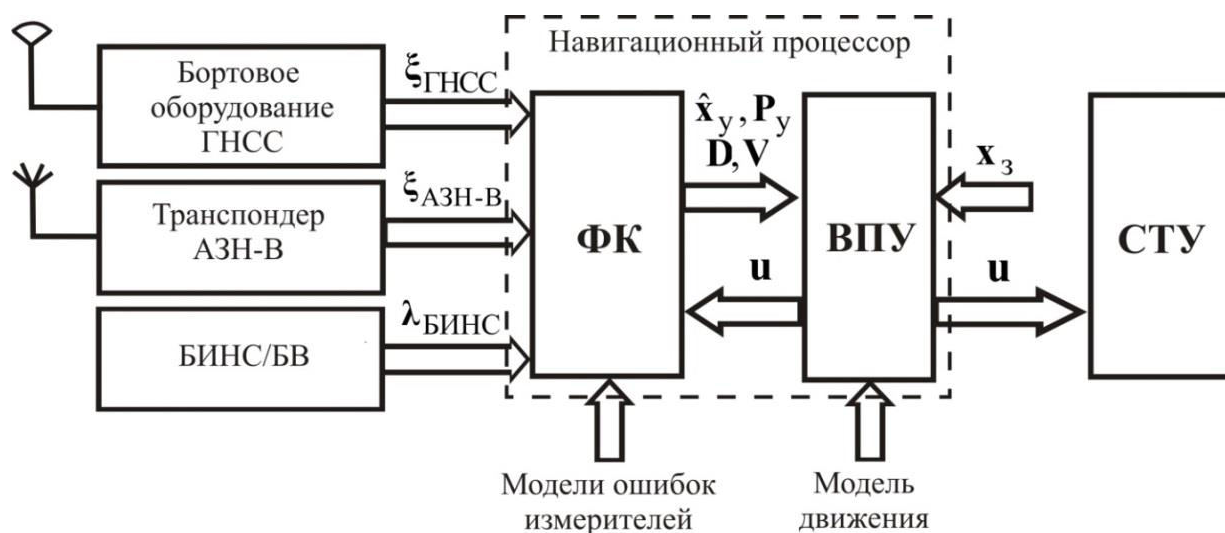 Навигационный процессор
Бортовое
оборудование
ГНСС
ξГНСС
Транспондер
АЗН-В
ξАЗН-В
БИНС/БВ
λБИНС
ФК
x̂у, Pу
D, V
u
ВПУ
xз
u
СТУ
Модели ошибок
измерителей
Модель
движения